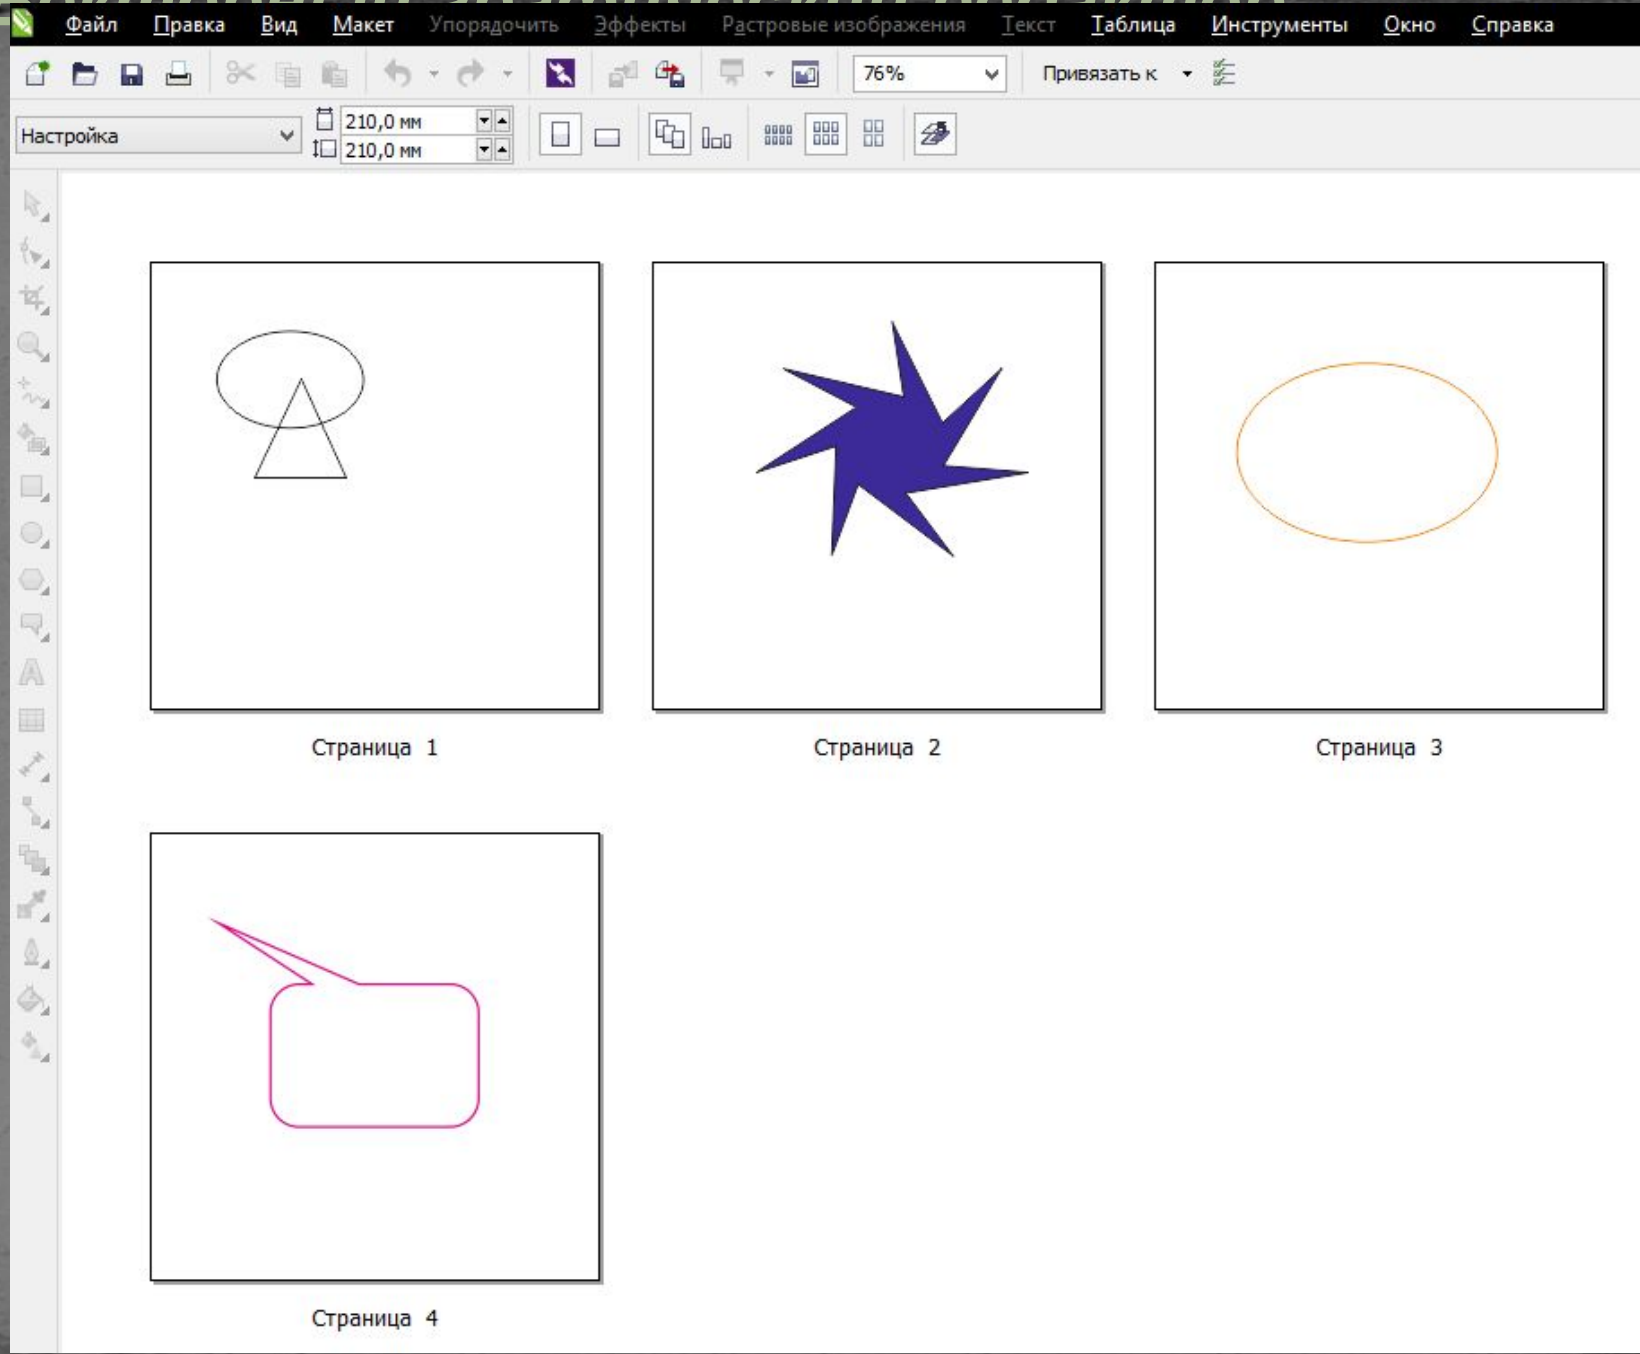 Файл Правка Вид Макет Упорядочить Эффекты Растровые изображения Текст Таблица Инструменты Окно Справка
76% Привязать к
Настройка 210,0 мм
210,0 мм
Страница 1 Страница 2 Страница 3
Страница 4